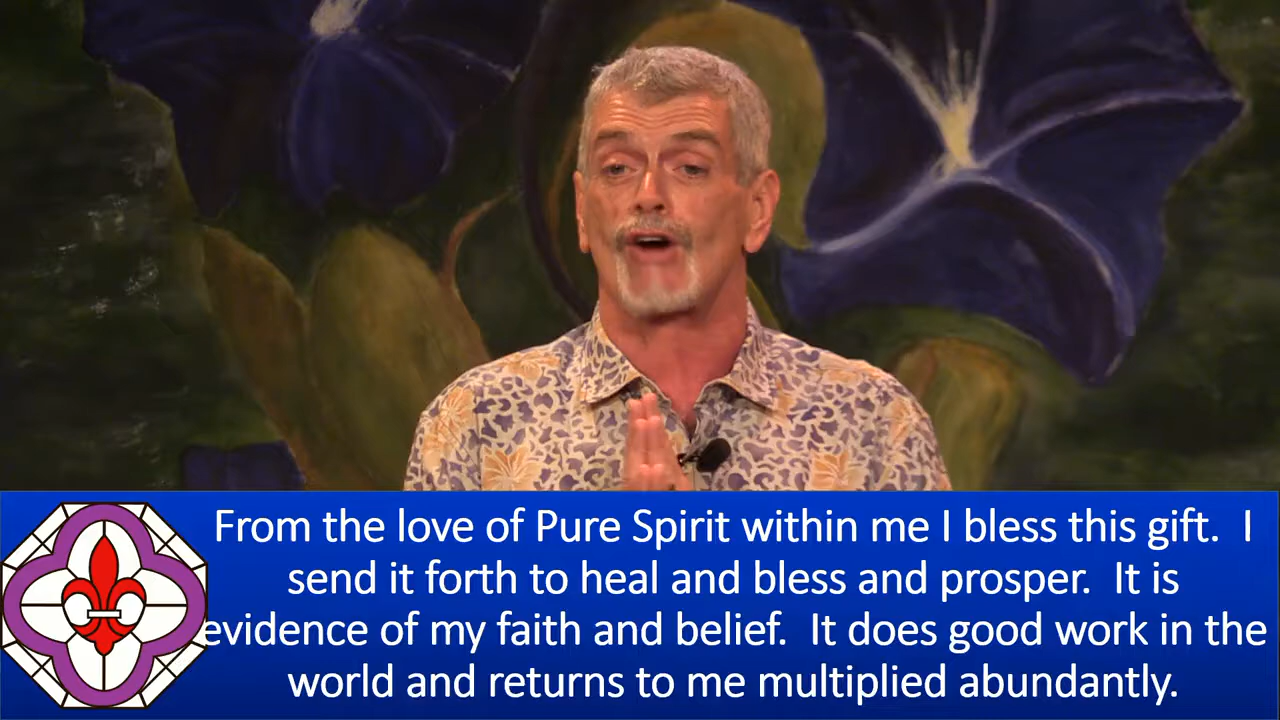 From the love of Pure Spirit within me I bless this gift.  I
send it forth to heal and bless and prosper.  It is
evidence of my faith and belief.  It does good work in the
world and returns to me multiplied abundantly.